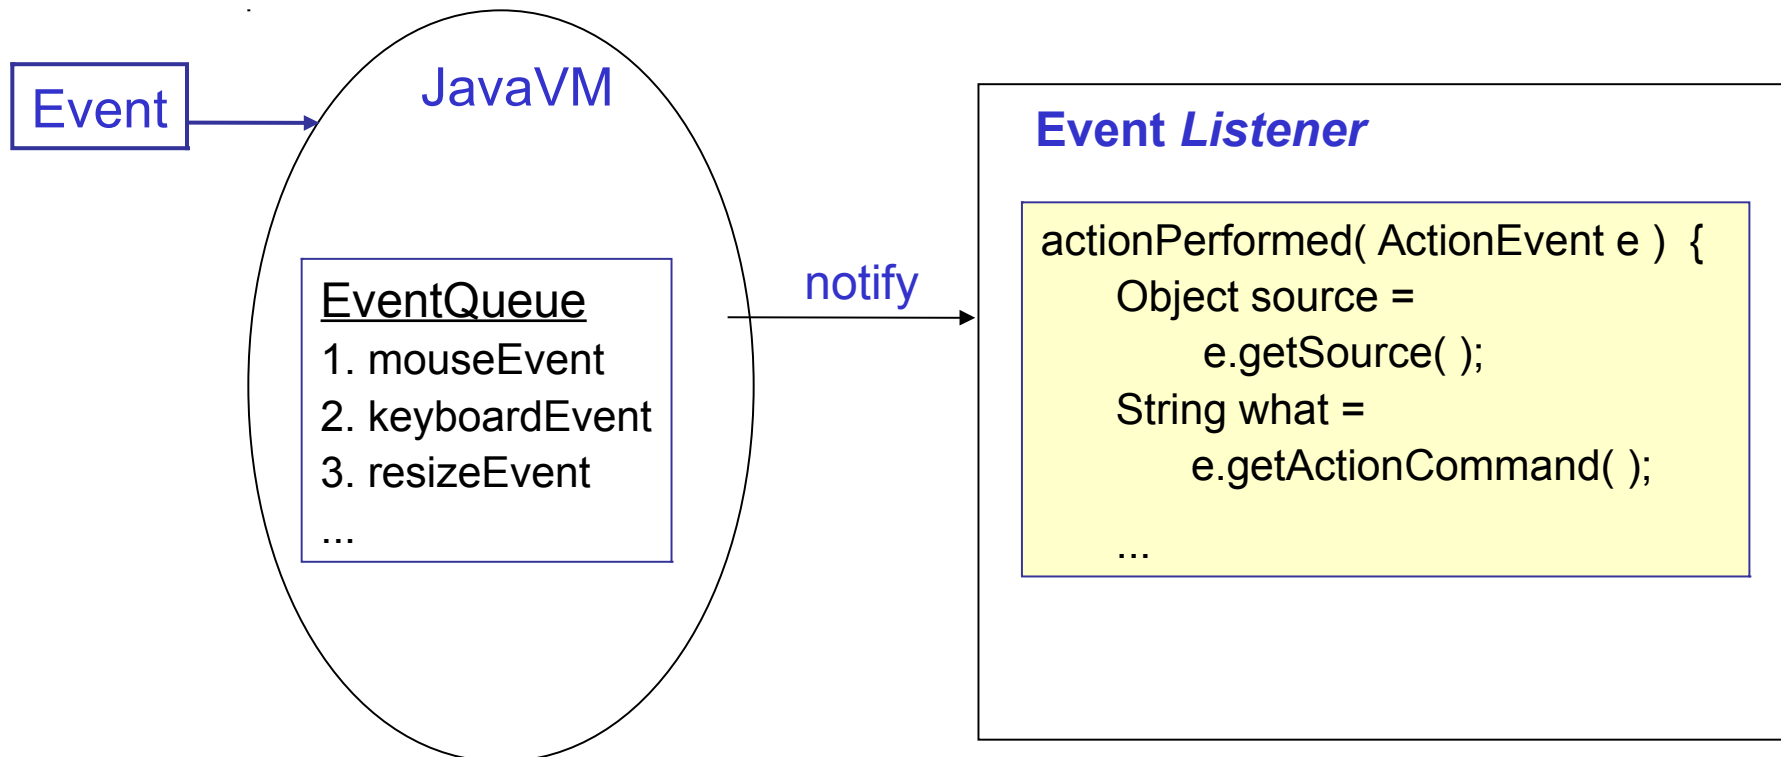 Event
JavaVM
EventQueue
1. mouseEvent
2. keyboardEvent
3. resizeEvent
...
notify
Event Listener
actionPerformed( ActionEvent e ) {
Object source =
e.getSource( );
String what =
e.getActionCommand( );
...